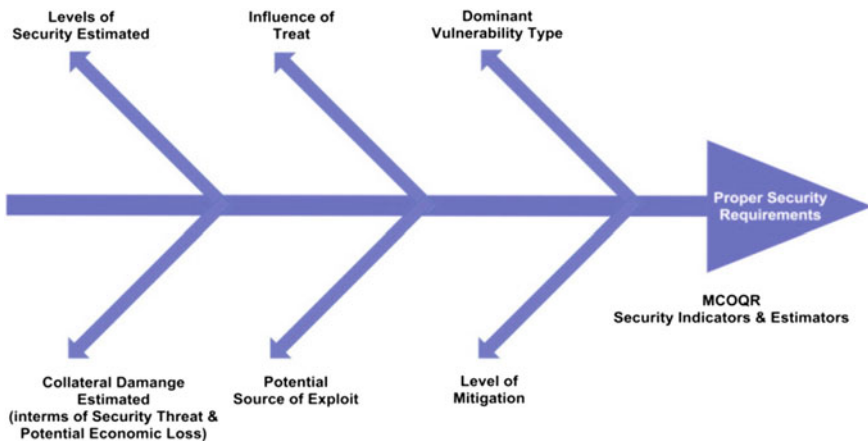 Levels of
Security Estimated
Influence of
Treat
Dominant
Vulnerability Type
Proper Security
Requirements
MCOQR
Security Indicators & Estimators
Collateral Damange
Estimated
(interms of Security Threat &
Potential Economic Loss)
Potential
Source of Exploit
Level of
Mitigation